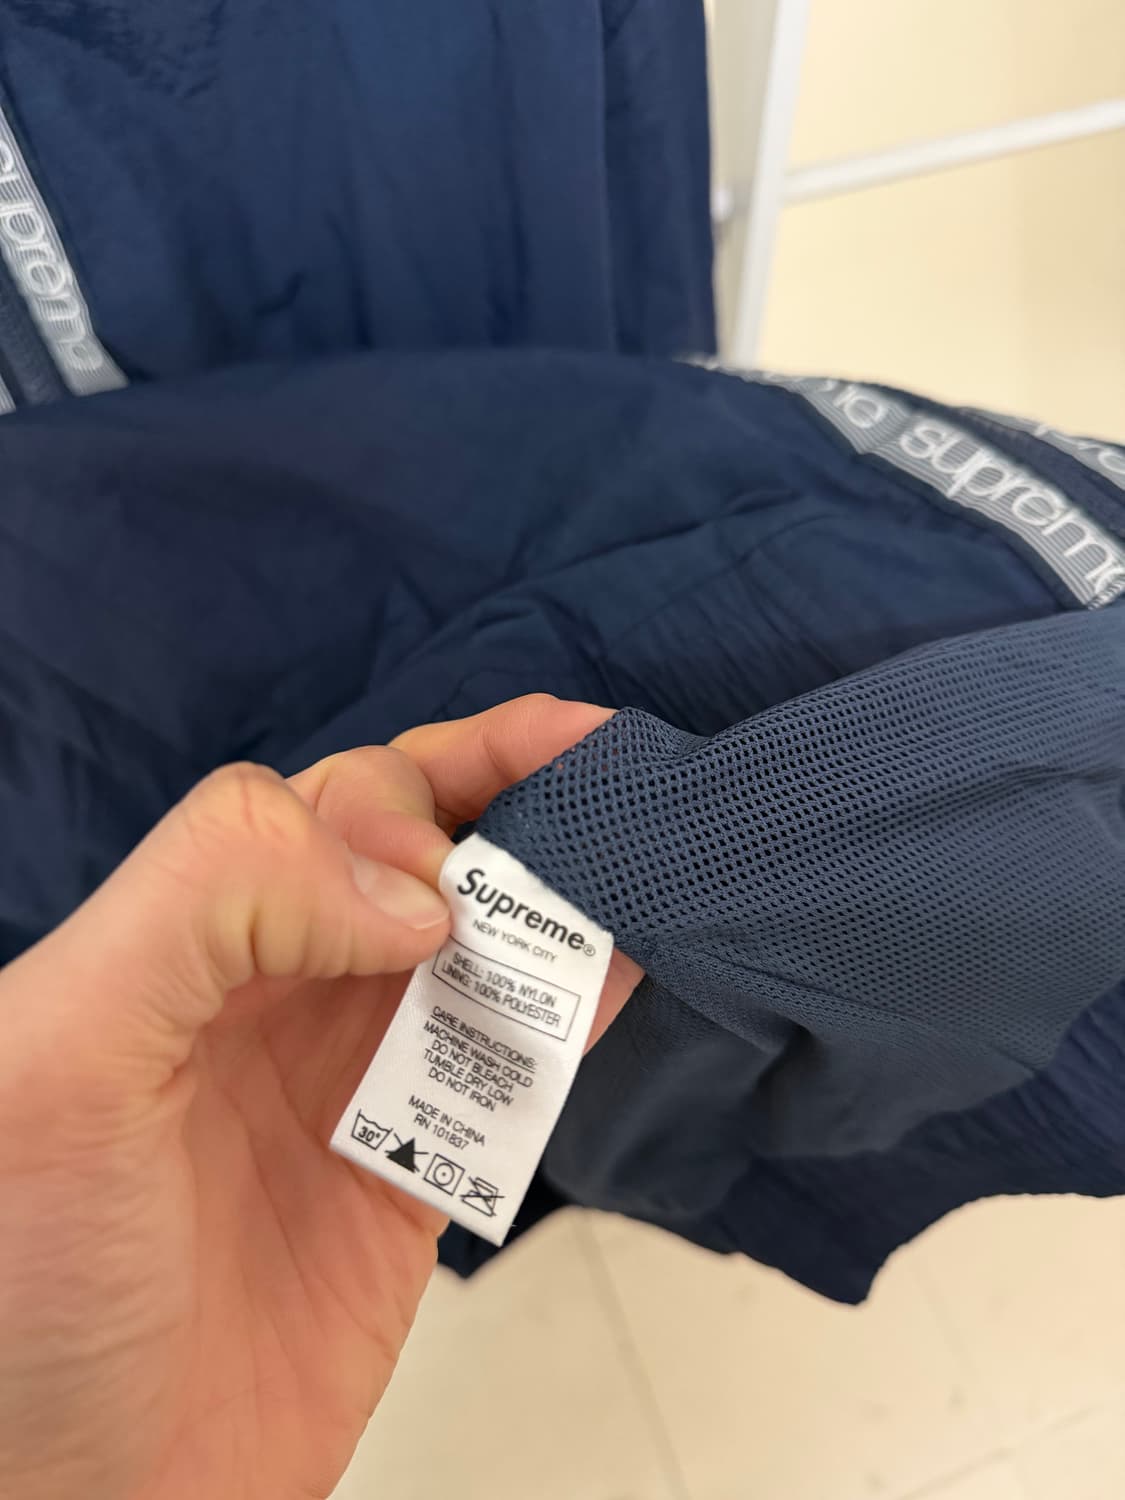 supreme
supreme
Supreme®
NEW YORK CITY
SHELL: 100% NYLON
LINING: 100% POLYESTER
CARE INSTRUCTIONS:
MACHINE WASH COLD
DO NOT BLEACH
TUMBLE DRY LOW
DO NOT IRON
MADE IN CHINA
RN 101837
30°